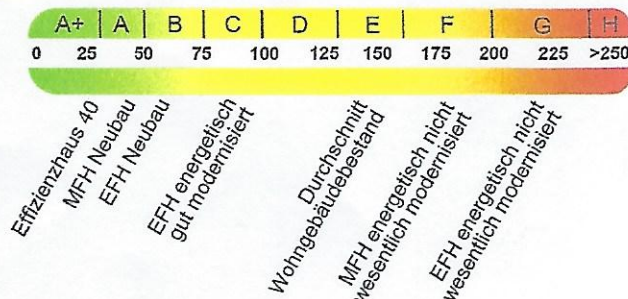 A+ A B C D E F G H
0 25 50 75 100 125 150 175 200 225 >250
Effizienzhaus 40
MFH Neubau
EFH Neubau
EFH energetisch
gut modernisiert
Durchschnitt
Wohngebäudebestand
MFH energetisch nicht
wesentlich modernisiert
EFH energetisch nicht
wesentlich modernisiert